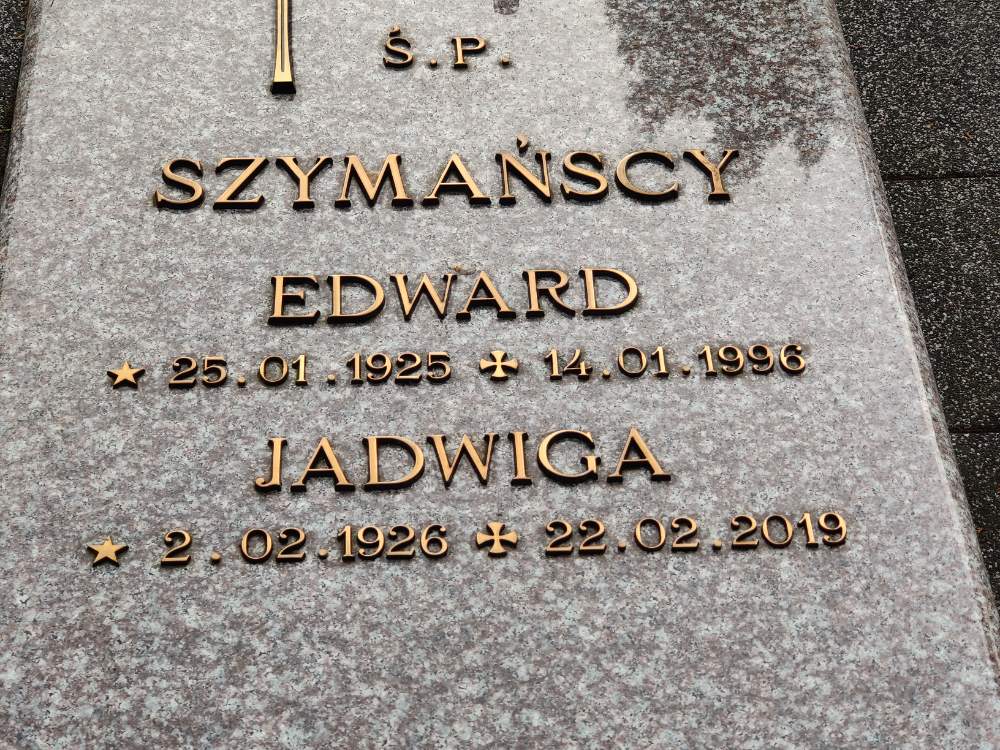 Ś.P.
SZYMAŃSCY
EDWARD
★ 25.01.1925 ✠ 14.01.1996
JADWIGA
★ 2.02.1926 ✠ 22.02.2019